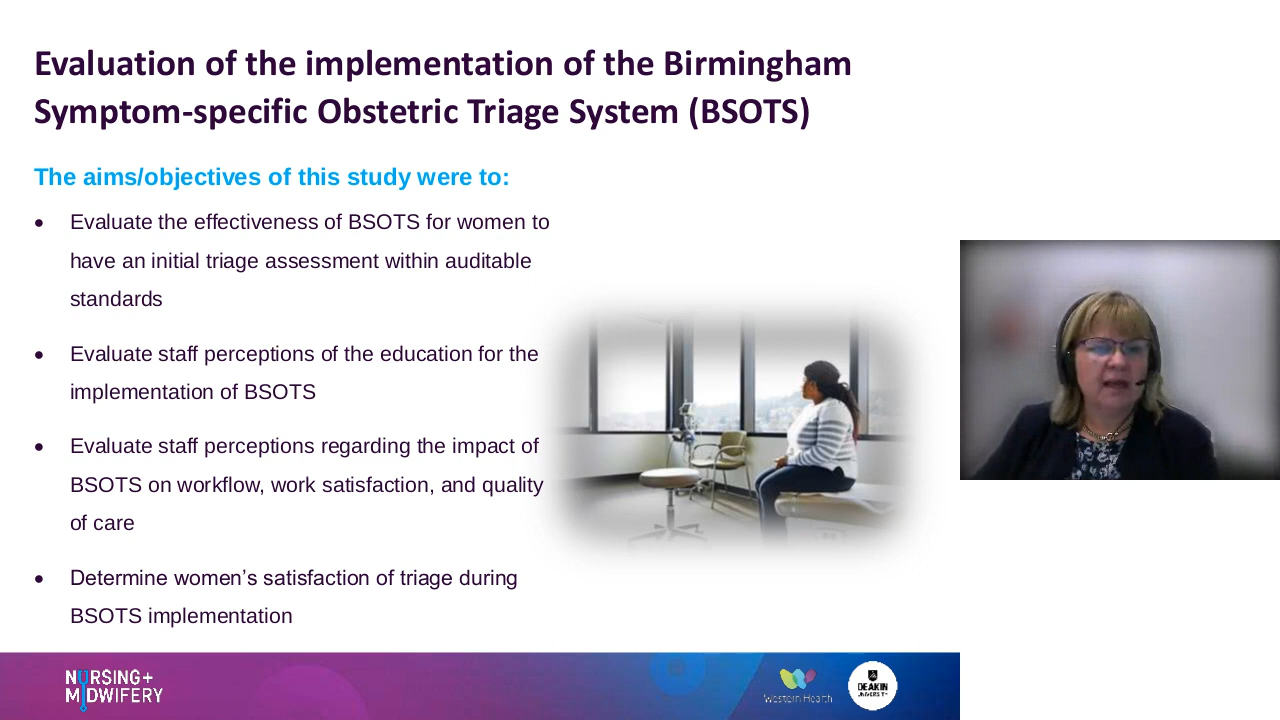 Evaluation of the implementation of the Birmingham
Symptom-specific Obstetric Triage System (BSOTS)
The aims/objectives of this study were to:
• Evaluate the effectiveness of BSOTS for women to
have an initial triage assessment within auditable
standards
• Evaluate staff perceptions of the education for the
implementation of BSOTS
• Evaluate staff perceptions regarding the impact of
BSOTS on workflow, work satisfaction, and quality
of care
• Determine women’s satisfaction of triage during
BSOTS implementation
NURSING+
MIDWIFERY
Western Health
DEAKIN
UNIVERSITY